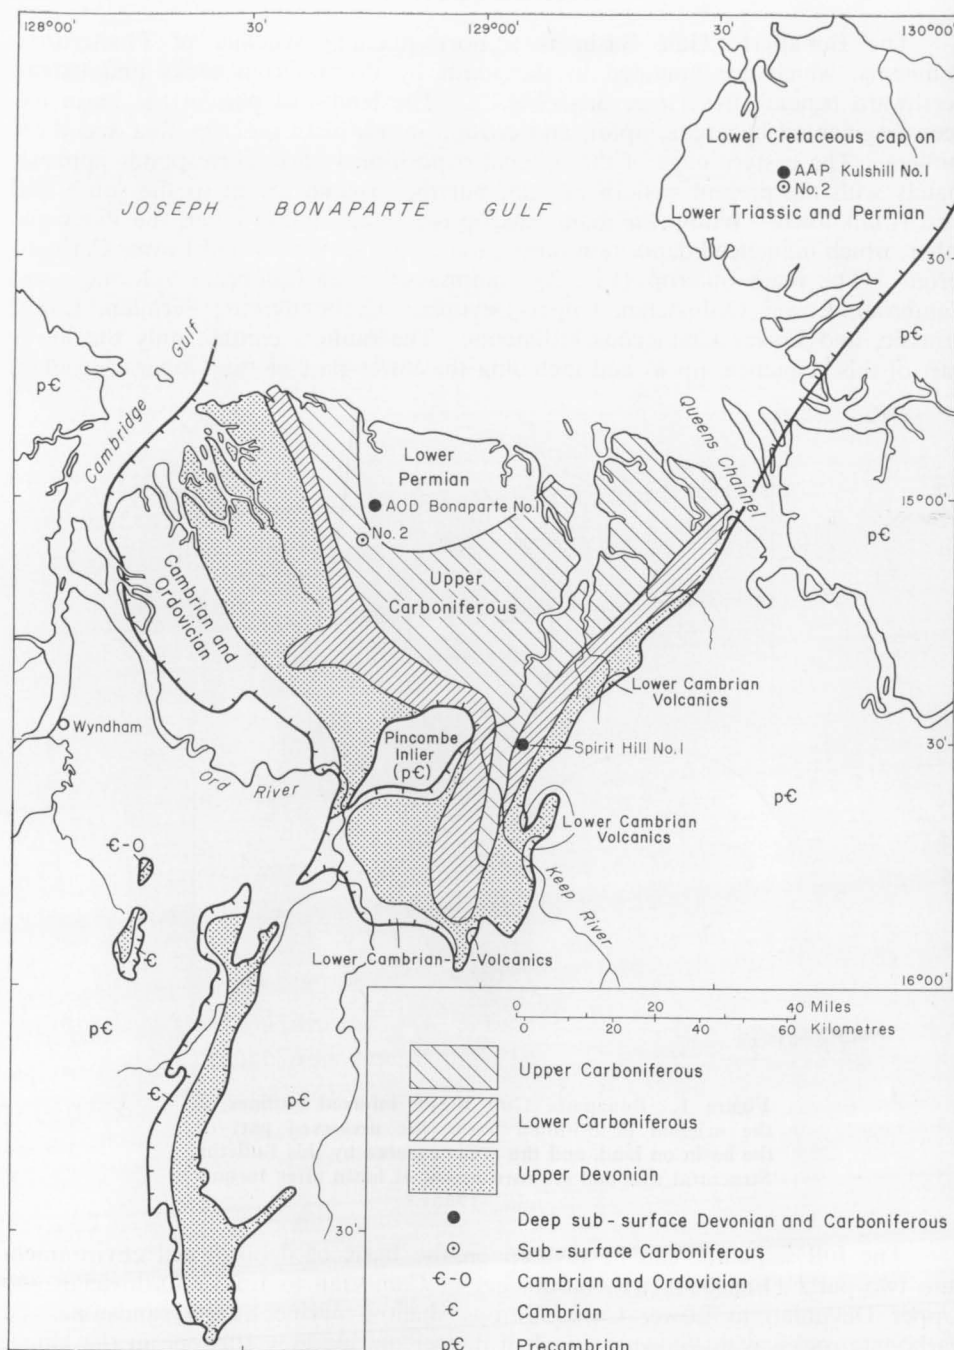 128°00'
30'
129°00'
30'
130°00'
Lower Cretaceous cap on
AAP Kulshill No.1
No.2
Lower Triassic and Permian
JOSEPH BONAPARTE GULF
30'
p€
Cambridge Gulf
p€
Queens Channel
Lower
Permian
AOD Bonaparte No.1
No.2
15°00'
p€
Cambrian and
Ordovician
Upper
Carboniferous
Lower Cambrian
Volcanics
Wyndham
Pincombe
Inlier
(p€)
Spirit Hill No.1
30'
Ord River
p€
Lower Cambrian
Volcanics
€-O
Keep River
€
Lower Cambrian Volcanics
16°00'
0 20 40 Miles
0 20 40 60 Kilometres
p€
Upper Carboniferous
€
p€
Lower Carboniferous
Upper Devonian
30'
Deep sub-surface Devonian and Carboniferous
Sub-surface Carboniferous
€-O Cambrian and Ordovician
€ Cambrian
p€ Precambrian